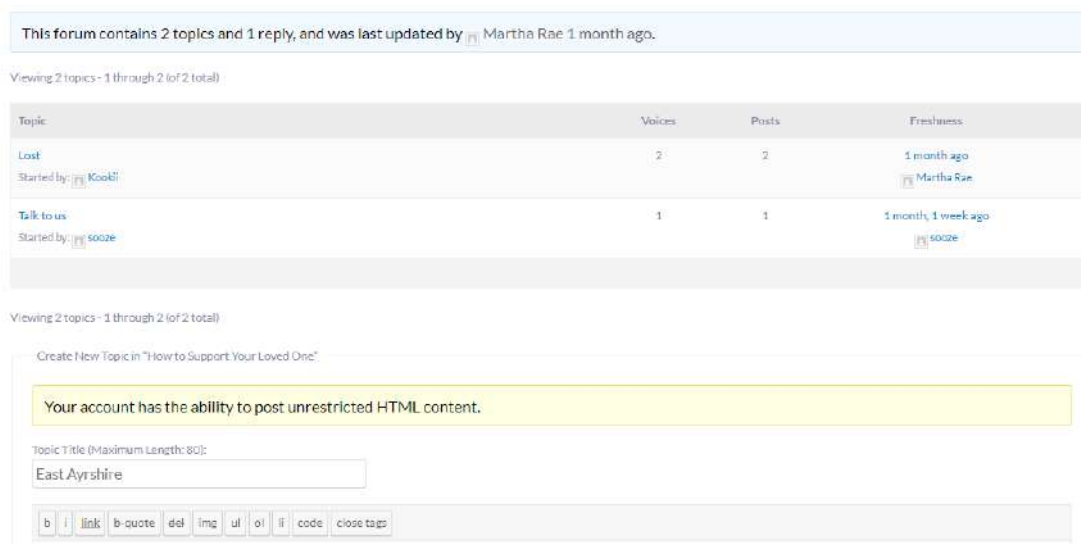 This forum contains 2 topics and 1 reply, and was last updated by Martha Rae 1 month ago.
Viewing 2 topics - 1 through 2 (of 2 total)
Topic Voices Posts Freshness
Lost 2 2 1 month ago
Started by: Kookii Martha Rae
Talk to us 1 1 1 month, 1 week ago
Started by: sooze sooze
Viewing 2 topics - 1 through 2 (of 2 total)
Create New Topic in "How to Support Your Loved One"
Your account has the ability to post unrestricted HTML content.
Topic Title (Maximum Length: 80):
East Ayrshire
b i link b-quote del img ul ol li code close tags